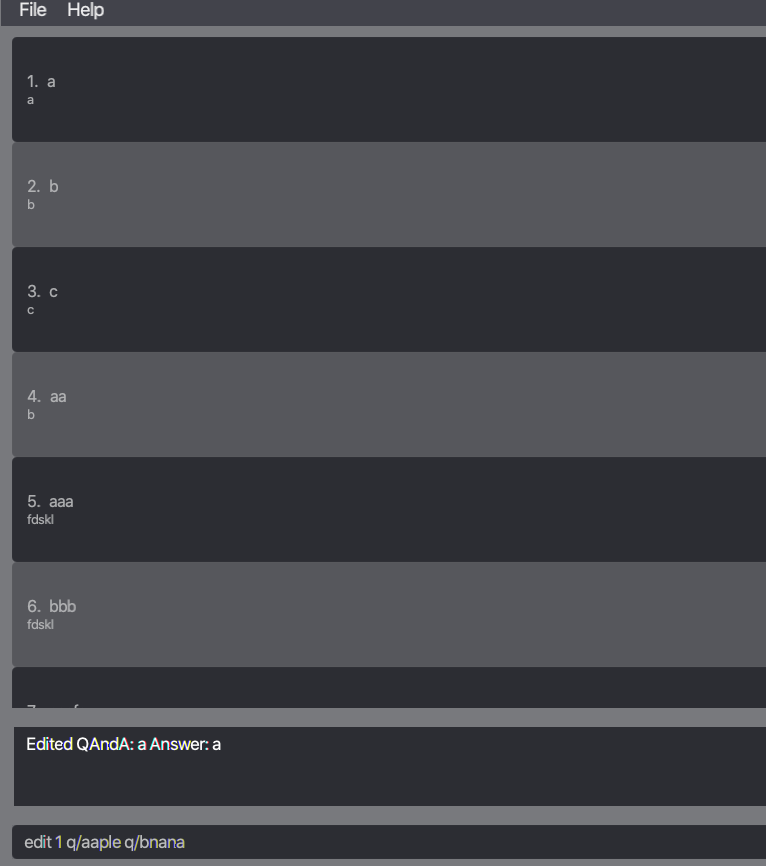 File Help
1. a
a
2. b
b
3. c
c
4. aa
b
5. aaa
fdskl
6. bbb
fdskl
Edited QAndA: a Answer: a
edit 1 q/aaple q/bnana